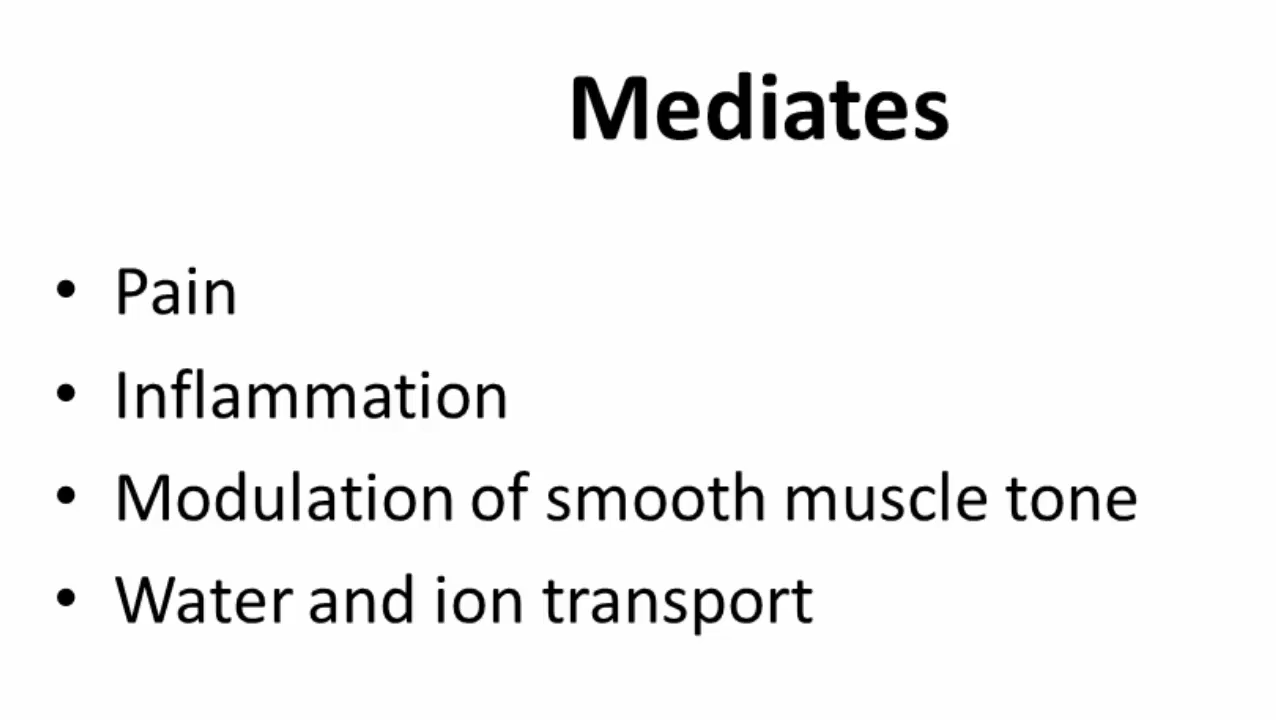 Mediates
• Pain
• Inflammation
• Modulation of smooth muscle tone
• Water and ion transport